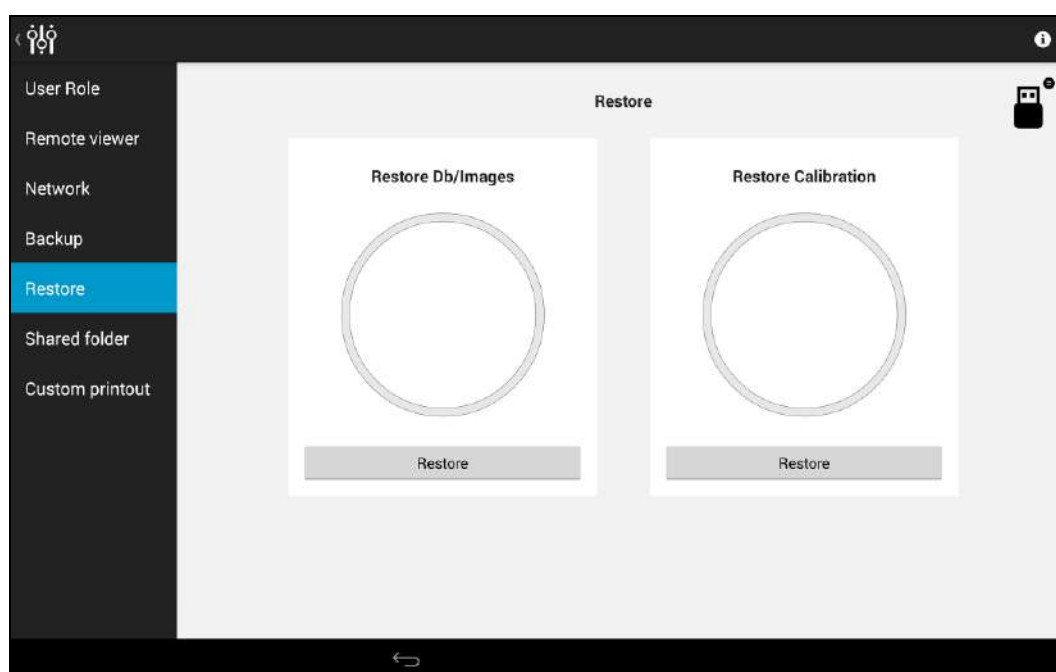 User Role
Remote viewer
Network
Backup
Restore
Shared folder
Custom printout
Restore
Restore Db/Images
Restore
Restore Calibration
Restore